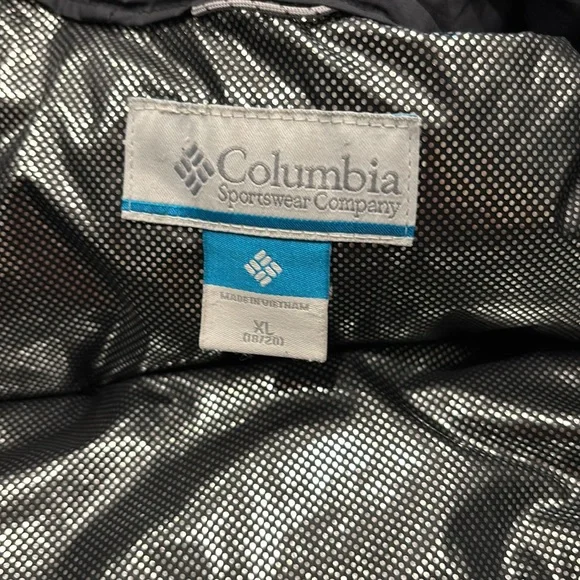 Columbia
Sportswear Company
MADE IN VIETNAM
XL
(18/20)